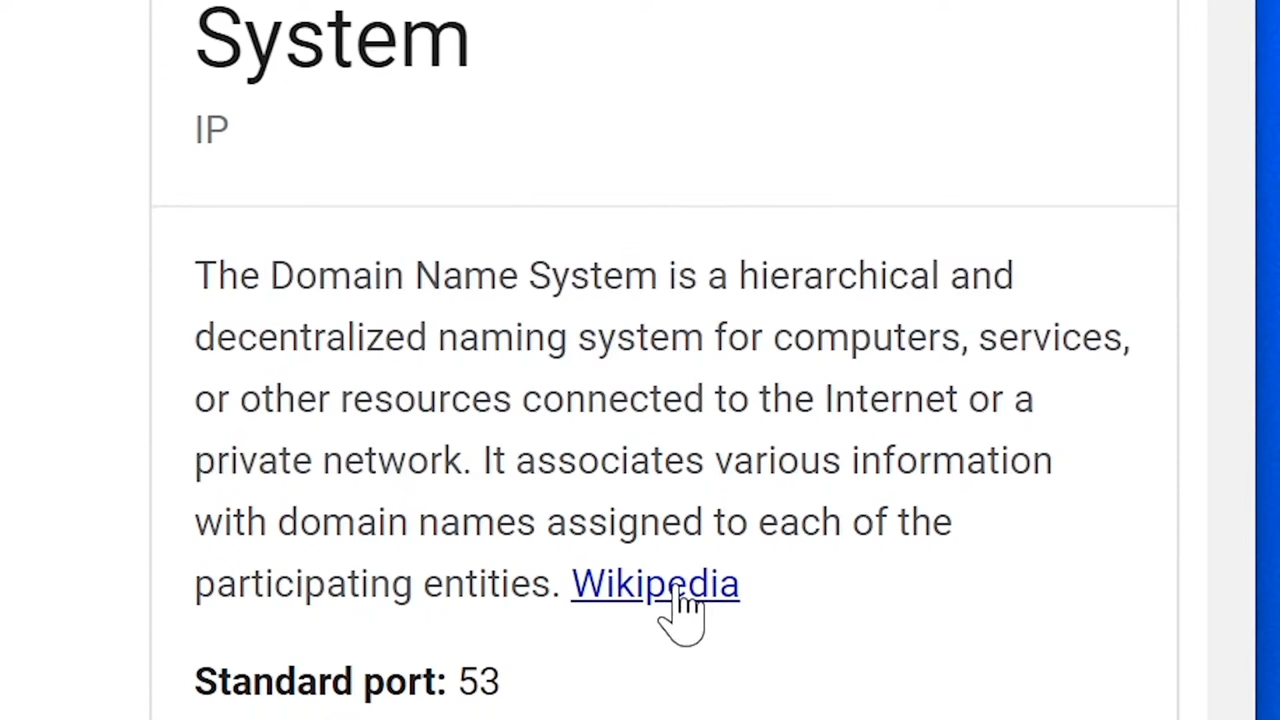 System
IP
The Domain Name System is a hierarchical and
decentralized naming system for computers, services,
or other resources connected to the Internet or a
private network. It associates various information
with domain names assigned to each of the
participating entities. Wikipedia
Standard port: 53